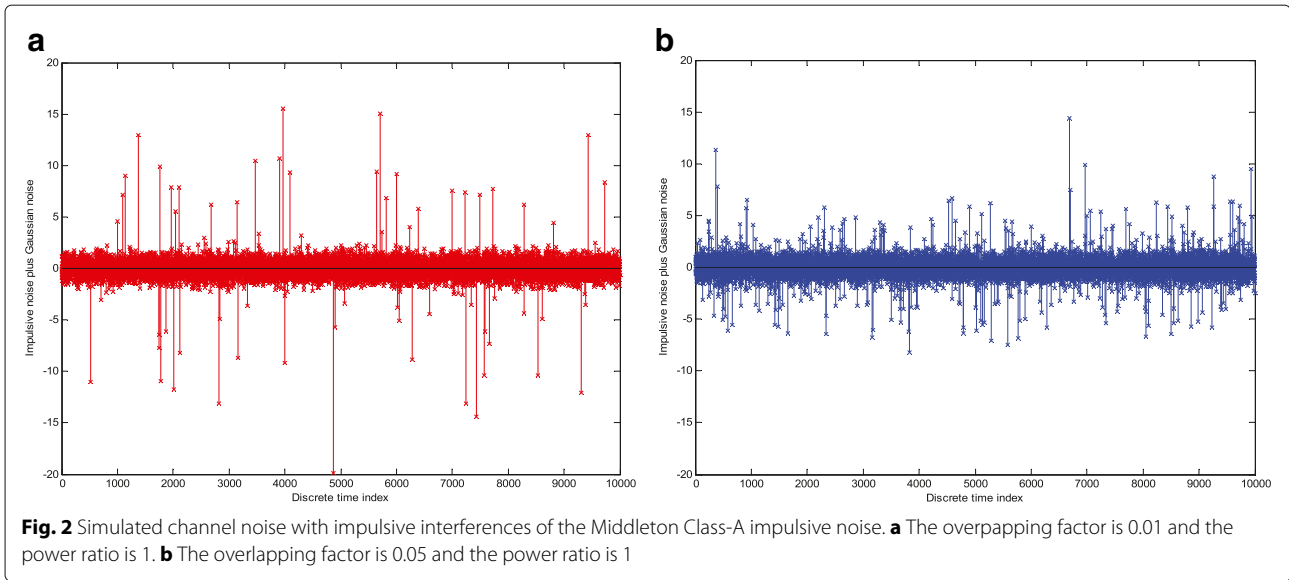 a
20
15
10
5
0
-5
-10
-15
-20
Impulsive noise plus Gaussian noise
0 1000 2000 3000 4000 5000 6000 7000 8000 9000 10000
Discrete time index
b
20
15
10
5
0
-5
-10
-15
-20
Impulsive noise plus Gaussian noise
0 1000 2000 3000 4000 5000 6000 7000 8000 9000 10000
Discrete time index
Fig. 2 Simulated channel noise with impulsive interferences of the Middleton Class-A impulsive noise. a The overpapping factor is 0.01 and the
power ratio is 1. b The overlapping factor is 0.05 and the power ratio is 1